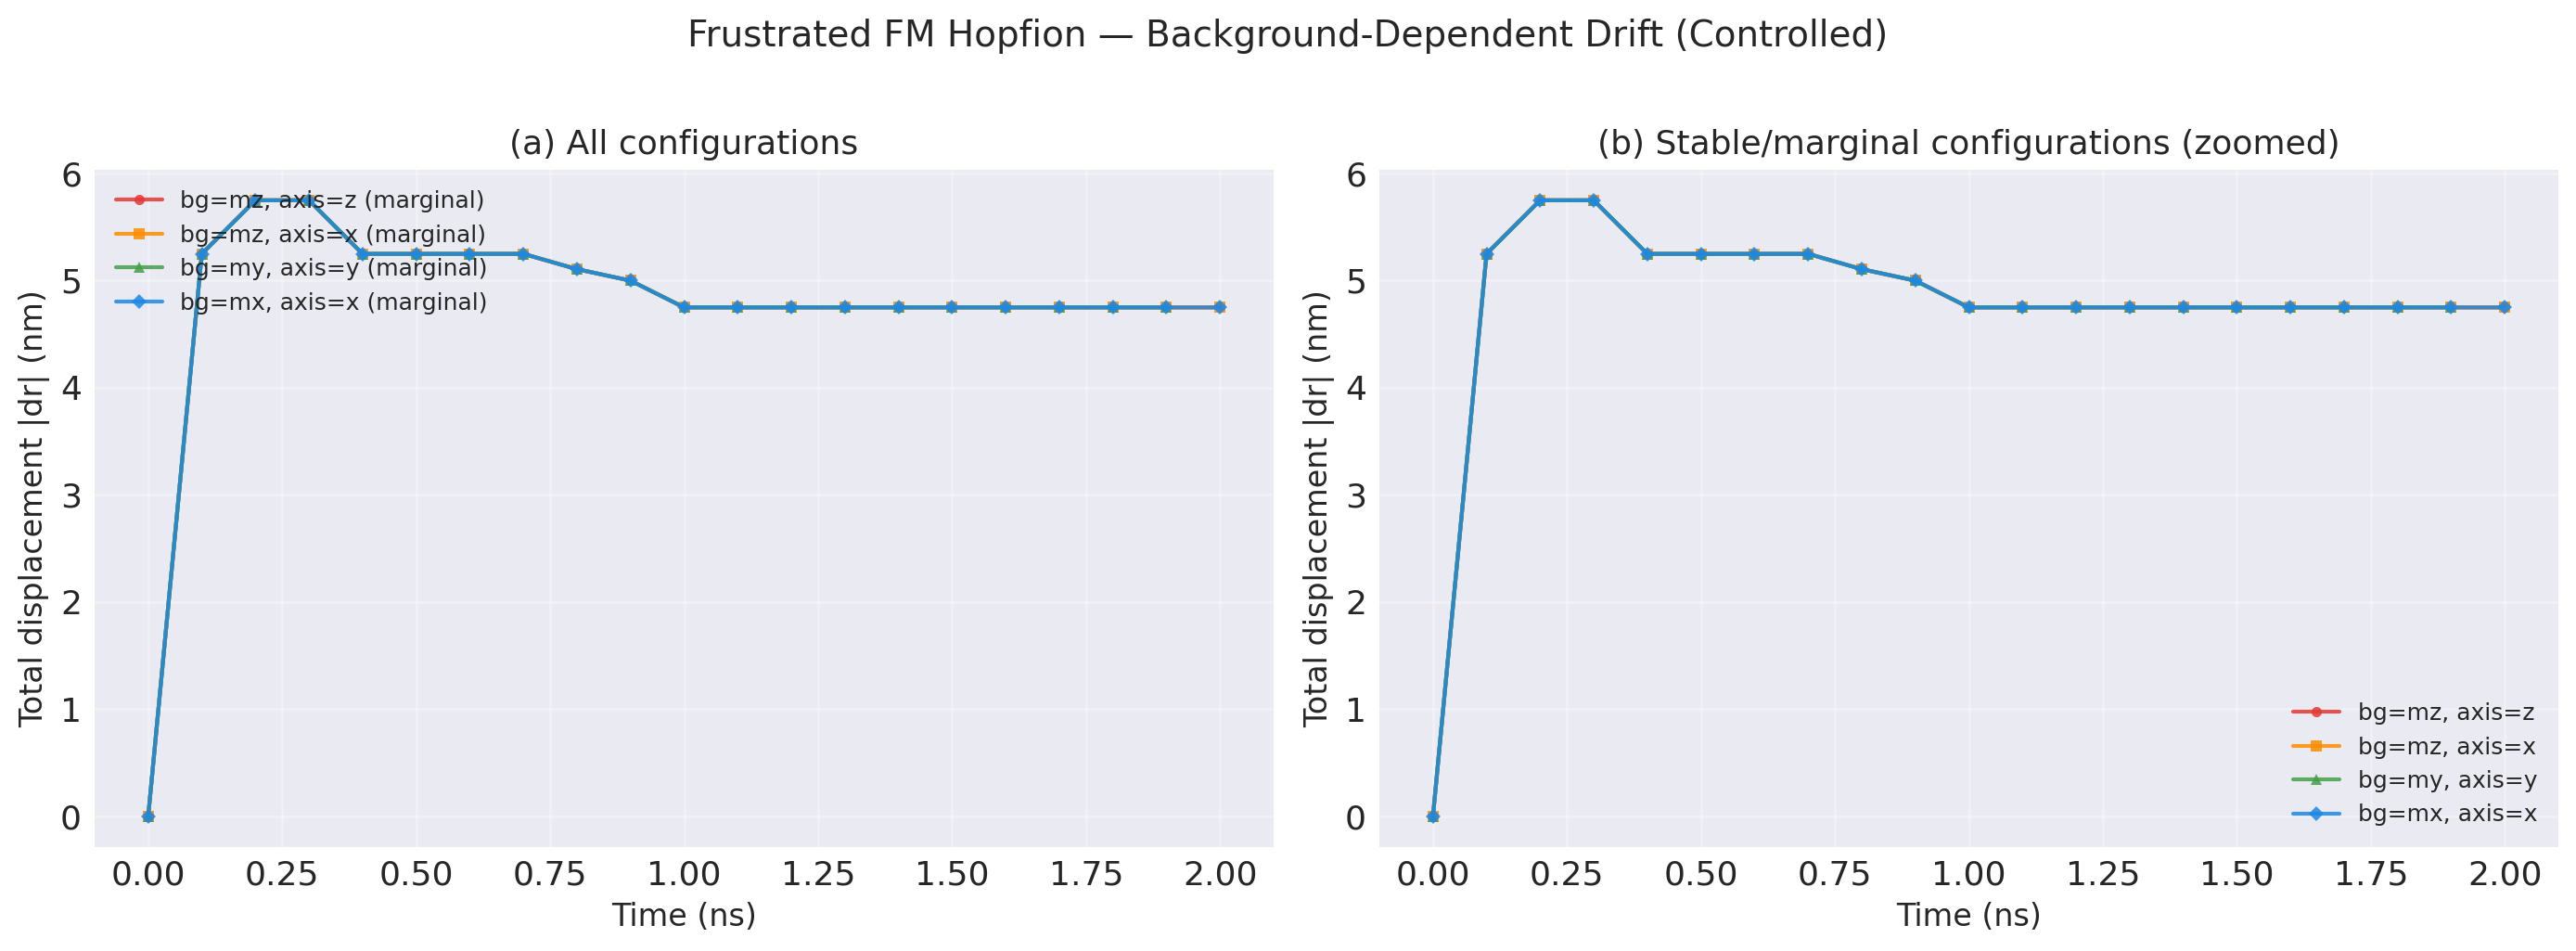 Frustrated FM Hopfion — Background-Dependent Drift (Controlled)
(a) All configurations
Total displacement |dr| (nm)
6
5
4
3
2
1
0
bg=mz, axis=z (marginal)
bg=mz, axis=x (marginal)
bg=my, axis=y (marginal)
bg=mx, axis=x (marginal)
0.00 0.25 0.50 0.75 1.00 1.25 1.50 1.75 2.00
Time (ns)
(b) Stable/marginal configurations (zoomed)
Total displacement |dr| (nm)
6
5
4
3
2
1
0
bg=mz, axis=z
bg=mz, axis=x
bg=my, axis=y
bg=mx, axis=x
0.00 0.25 0.50 0.75 1.00 1.25 1.50 1.75 2.00
Time (ns)